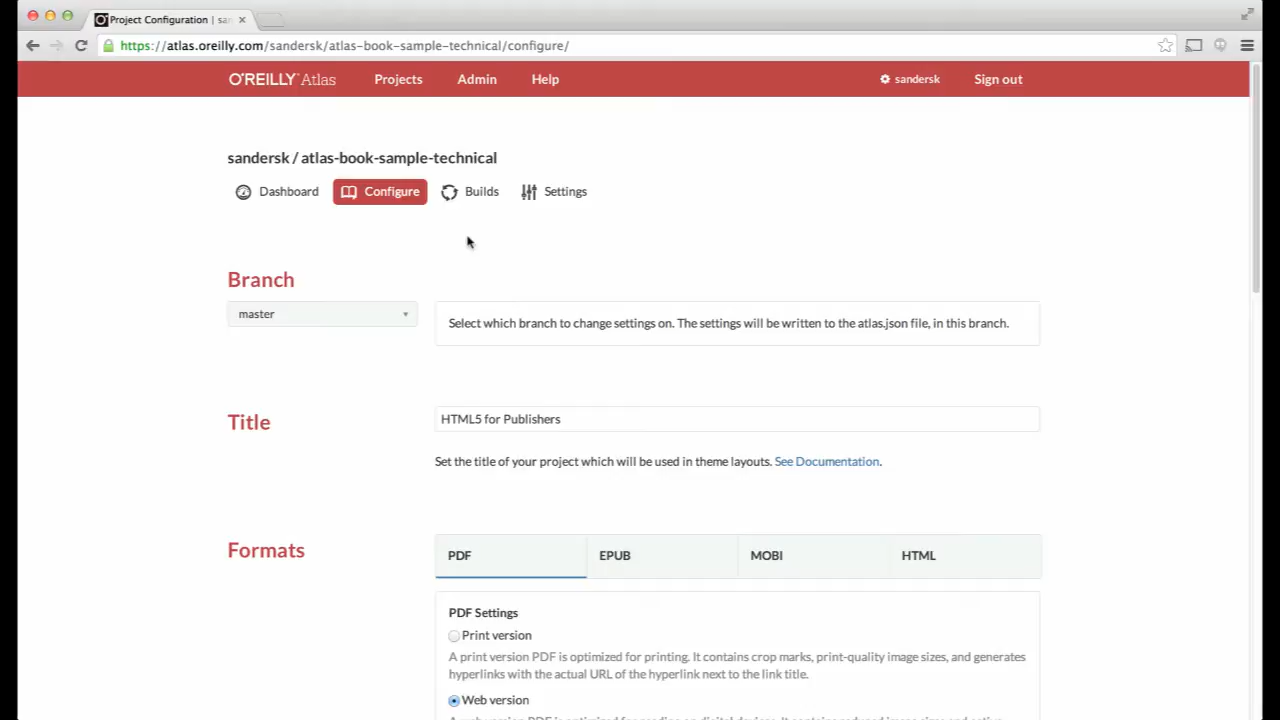 Project Configuration | san
https://atlas.oreilly.com/sandersk/atlas-book-sample-technical/configure/
O'REILLY Atlas Projects Admin Help sandersk Sign out
sandersk / atlas-book-sample-technical
Dashboard Configure Builds Settings
Branch
master
Select which branch to change settings on. The settings will be written to the atlas.json file, in this branch.
Title
HTML5 for Publishers
Set the title of your project which will be used in theme layouts. See Documentation.
Formats
PDF EPUB MOBI HTML
PDF Settings
Print version
A print version PDF is optimized for printing. It contains crop marks, print-quality image sizes, and generates
hyperlinks with the actual URL of the hyperlink next to the link title.
Web version